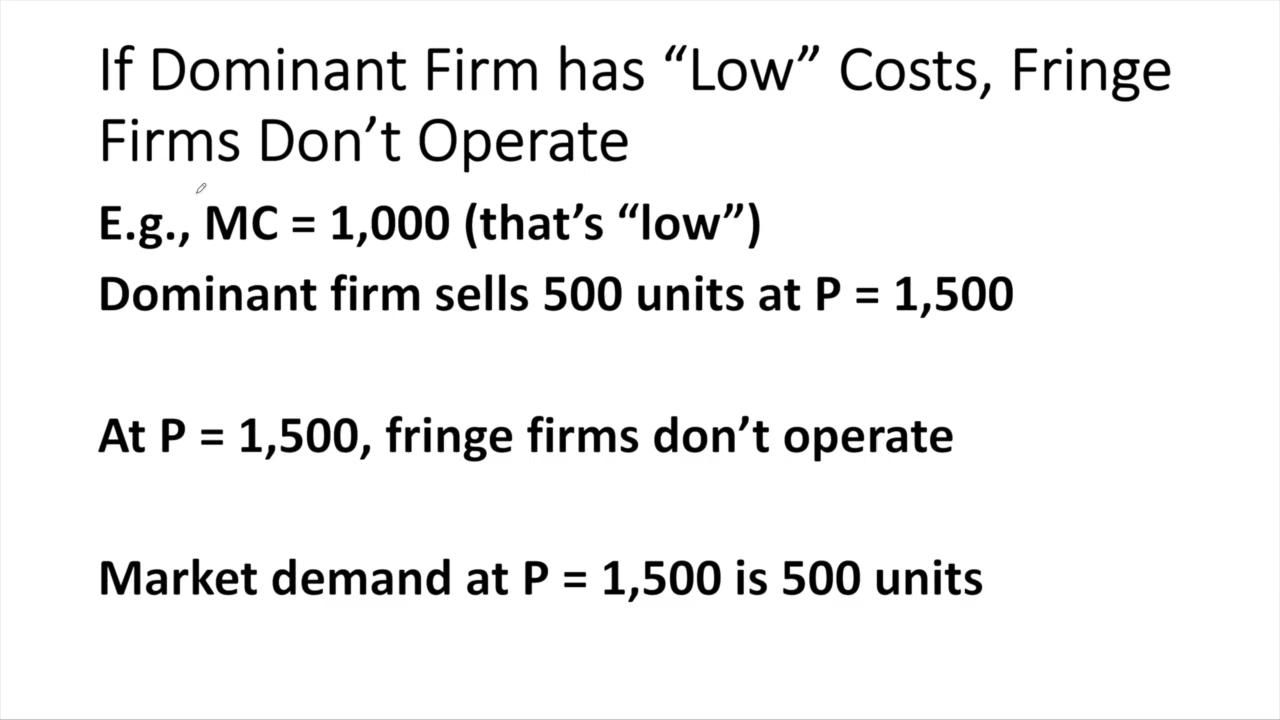 If Dominant Firm has “Low” Costs, Fringe
Firms Don’t Operate
E.g., MC = 1,000 (that’s “low”)
Dominant firm sells 500 units at P = 1,500
At P = 1,500, fringe firms don’t operate
Market demand at P = 1,500 is 500 units